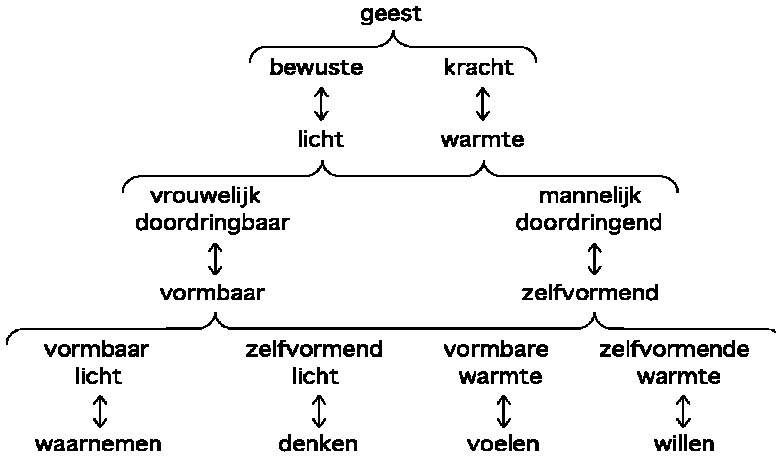 geest
bewuste kracht
licht warmte
vrouwelijk mannelijk
doordringbaar doordringend
vormbaar zelfvormend
vormbaar zelfvormend vormbare zelfvormende
licht licht warmte warmte
waarnemen denken voelen willen